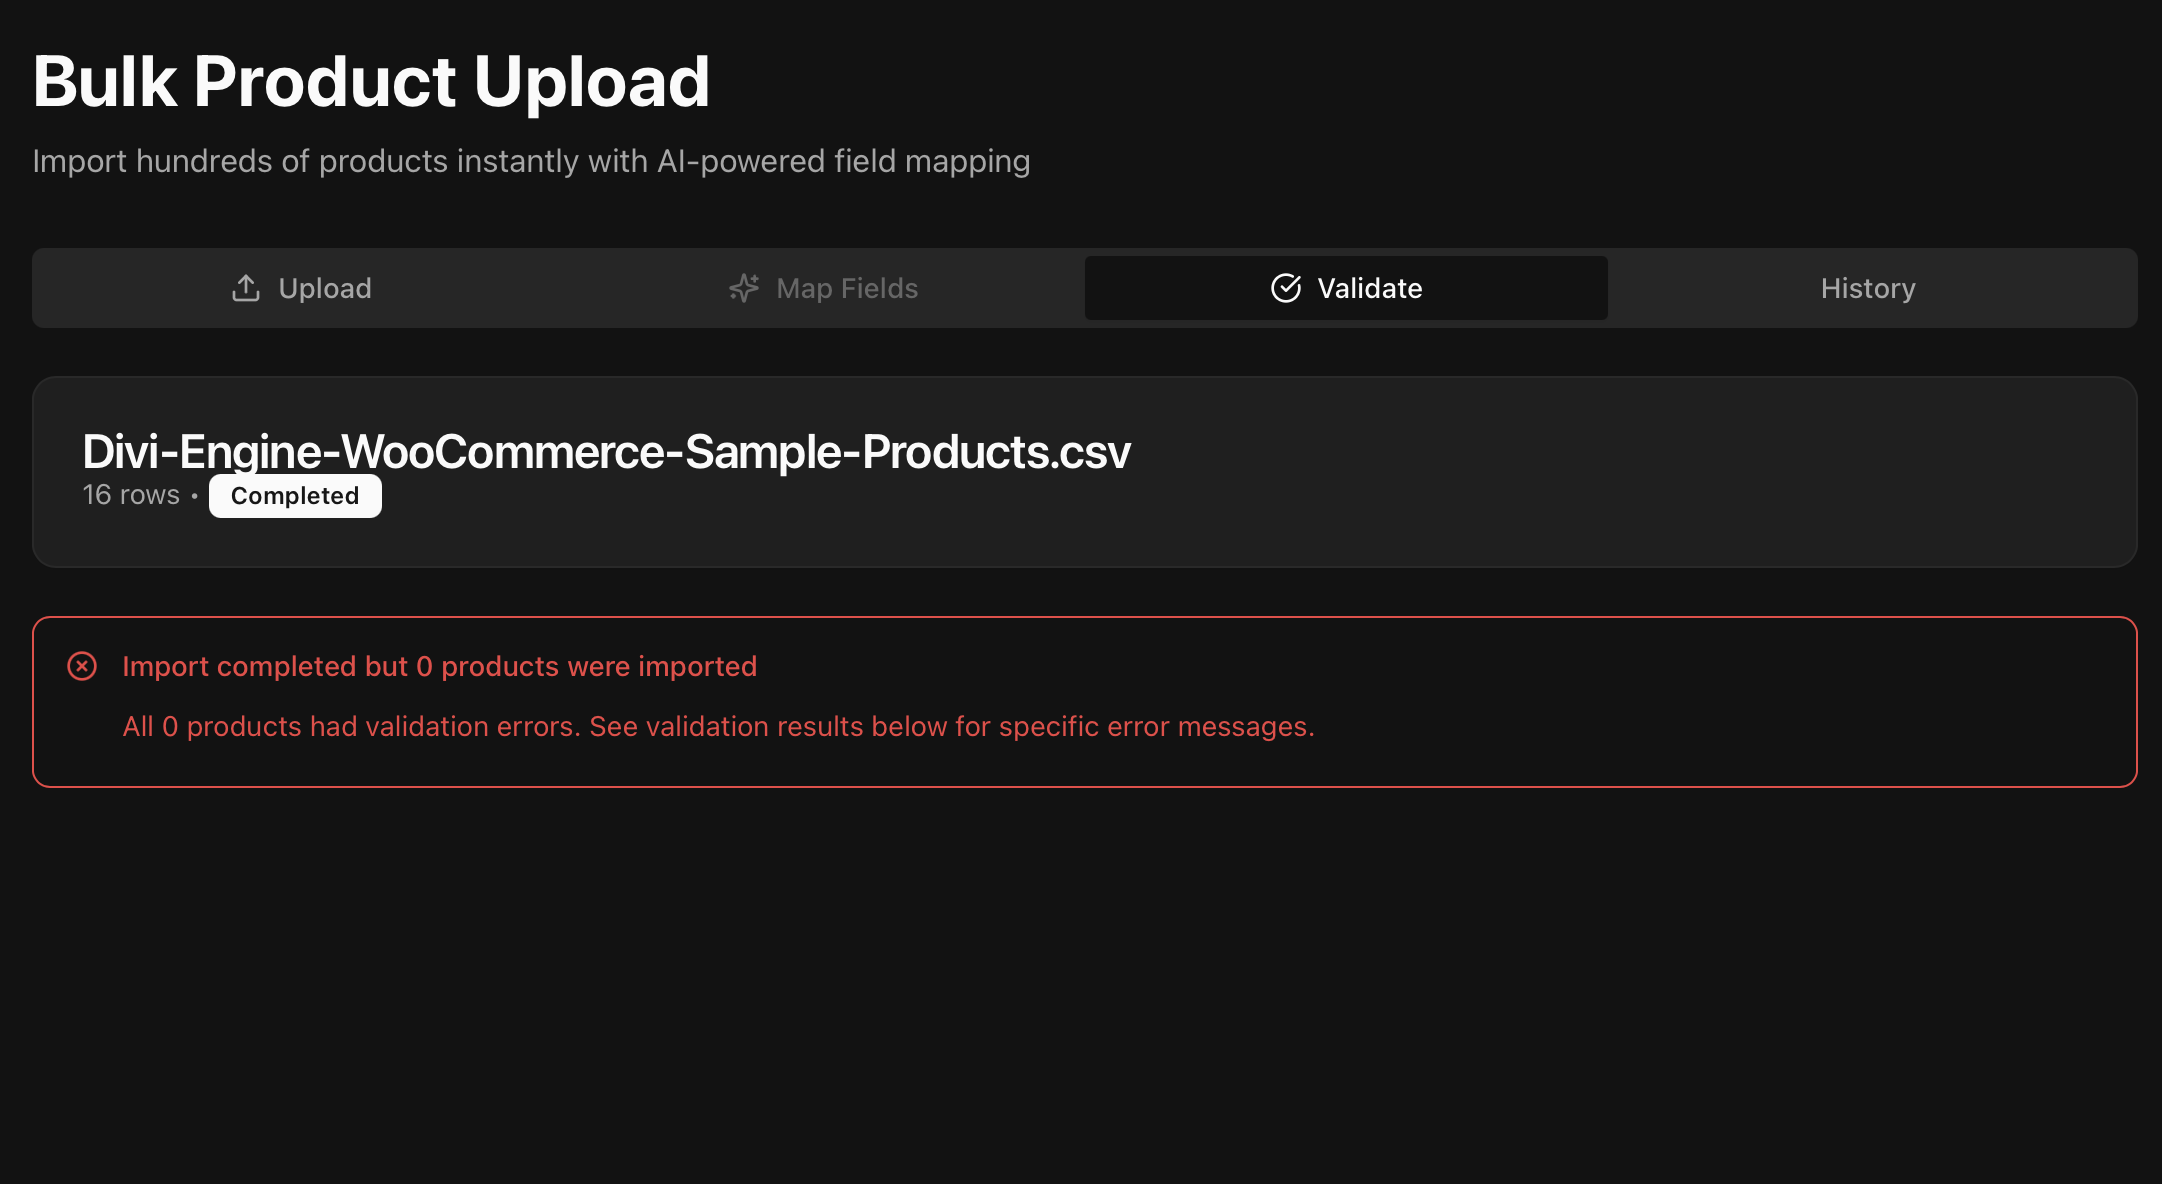 Bulk Product Upload
Import hundreds of products instantly with AI-powered field mapping
Upload
Map Fields
Validate
History
Divi-Engine-WooCommerce-Sample-Products.csv
16 rows • Completed
Import completed but 0 products were imported
All 0 products had validation errors. See validation results below for specific error messages.